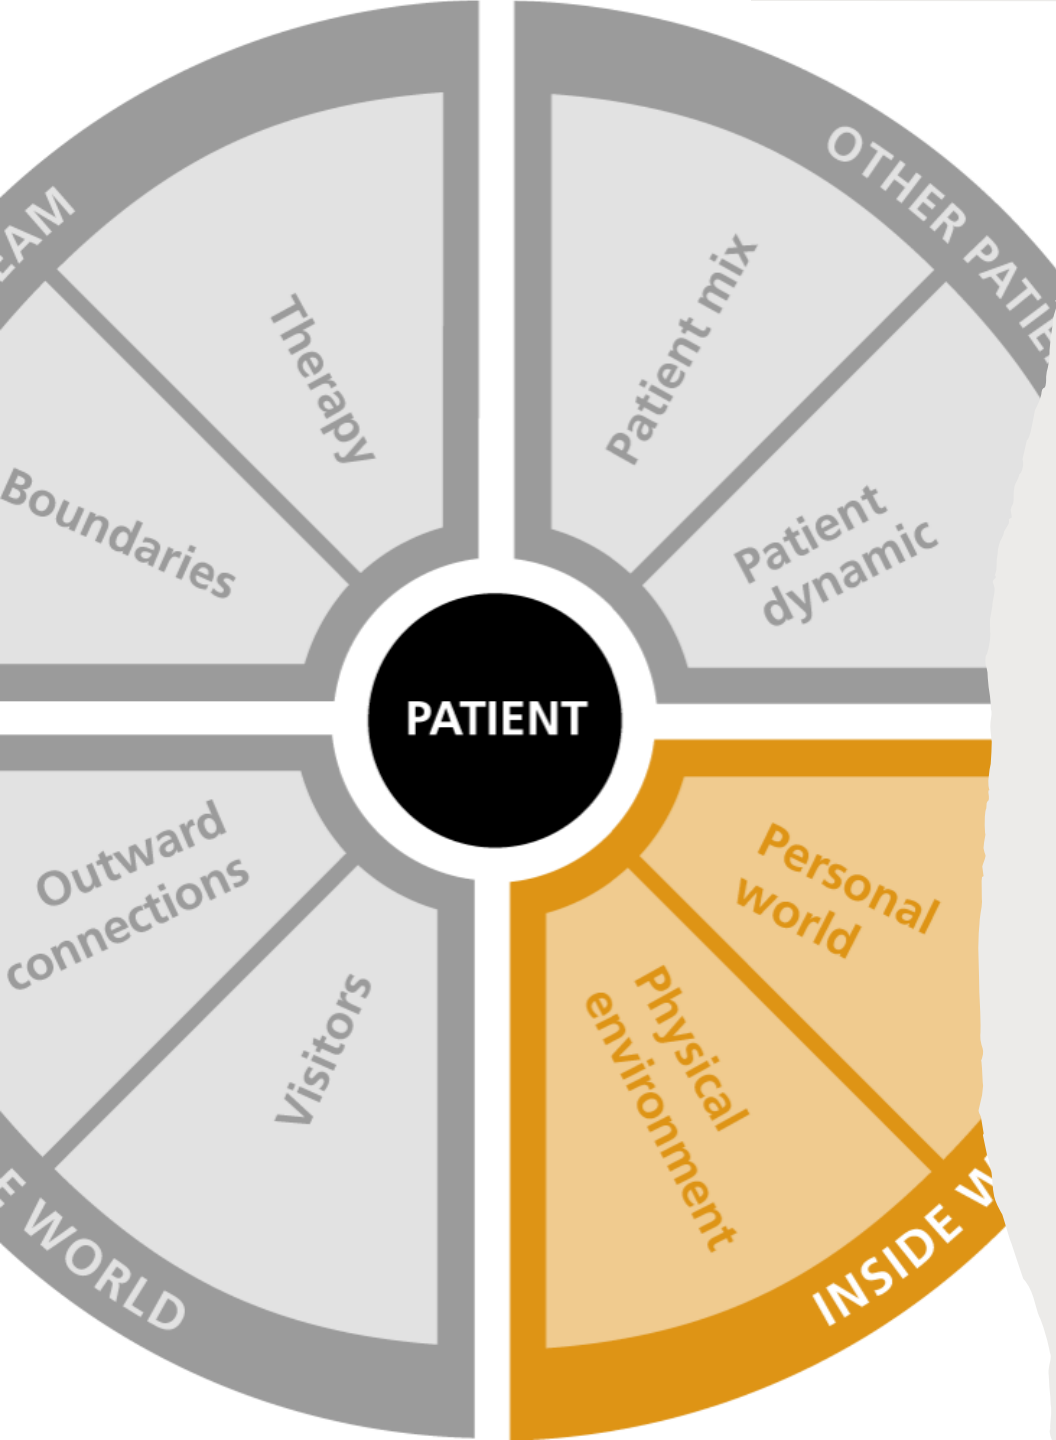 EAM
Therapy
Boundaries
OTHER PATIE
Patient mix
Patient
dynamic
PATIENT
Outward
connections
Visitors
E WORLD
Personal
world
Physical
environment
INSIDE W